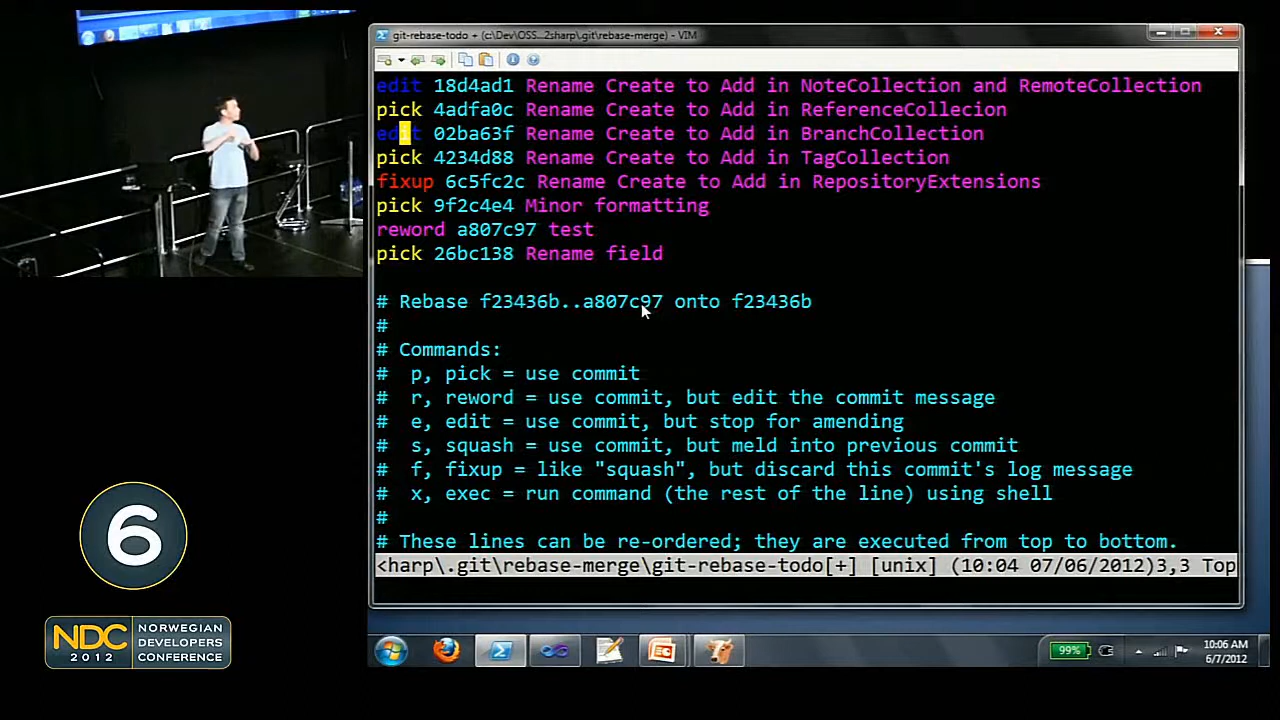 git-rebase-todo + (c:\Dev\OSS...2sharp\.git\rebase-merge) - VIM
edit 18d4ad1 Rename Create to Add in NoteCollection and RemoteCollection
pick 4adfa0c Rename Create to Add in ReferenceCollecion
edit 02ba63f Rename Create to Add in BranchCollection
pick 4234d88 Rename Create to Add in TagCollection
fixup 6c5fc2c Rename Create to Add in RepositoryExtensions
pick 9f2c4e4 Minor formatting
reword a807c97 test
pick 26bc138 Rename field
# Rebase f23436b..a807c97 onto f23436b
#
# Commands:
# p, pick = use commit
# r, reword = use commit, but edit the commit message
# e, edit = use commit, but stop for amending
# s, squash = use commit, but meld into previous commit
# f, fixup = like "squash", but discard this commit's log message
# x, exec = run command (the rest of the line) using shell
#
# These lines can be re-ordered; they are executed from top to bottom.
<harp\.git\rebase-merge\git-rebase-todo[+] [unix] (10:04 07/06/2012)3,3 Top
99%
10:06 AM
6/7/2012
6
NDC
2012
NORWEGIAN
DEVELOPERS
CONFERENCE